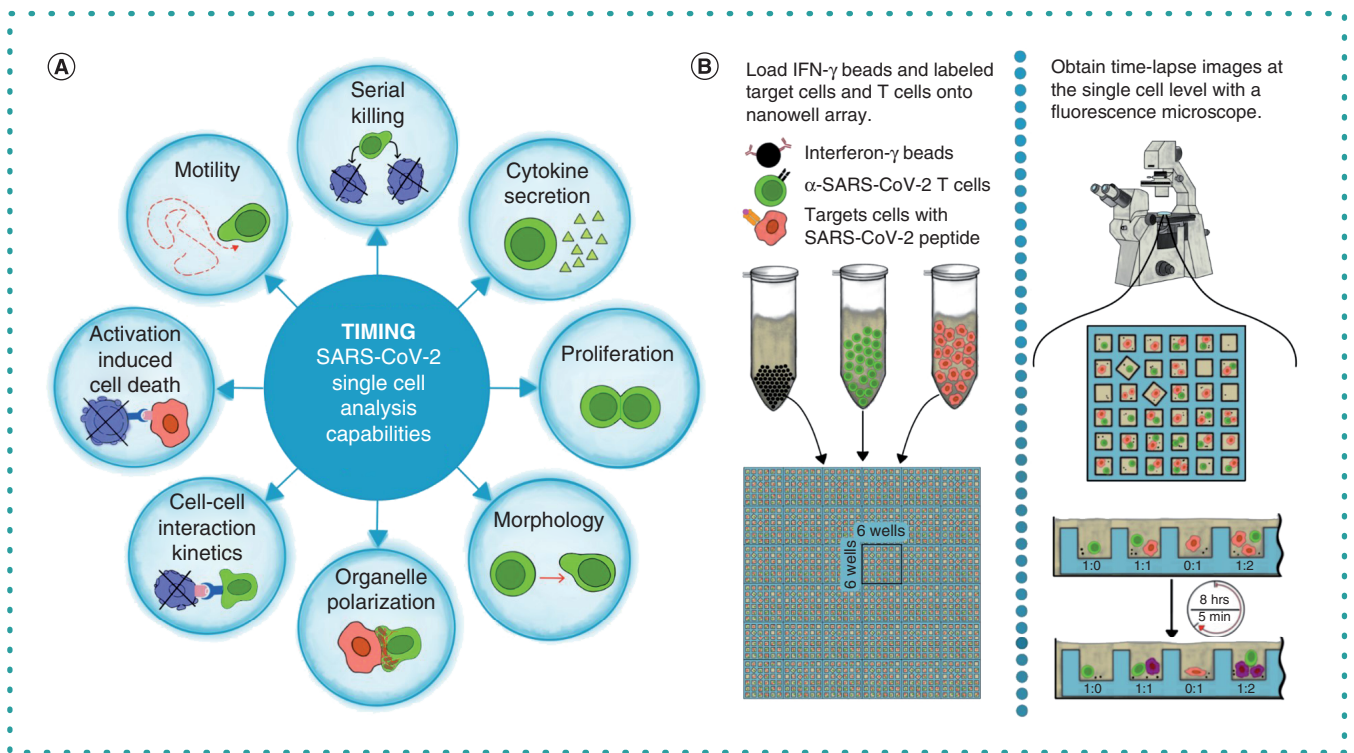 A
Serial
killing
Cytokine
secretion
Proliferation
Morphology
Organelle
polarization
Cell-cell
interaction
kinetics
Activation
induced
cell death
Motility
TIMING
SARS-CoV-2
single cell
analysis
capabilities
B
Load IFN-γ beads and labeled
target cells and T cells onto
nanowell array.
Interferon-γ beads
α-SARS-CoV-2 T cells
Targets cells with
SARS-CoV-2 peptide
6 wells
6 wells
Obtain time-lapse images at
the single cell level with a
fluorescence microscope.
1:0 1:1 0:1 1:2
8 hrs
5 min
1:0 1:1 0:1 1:2